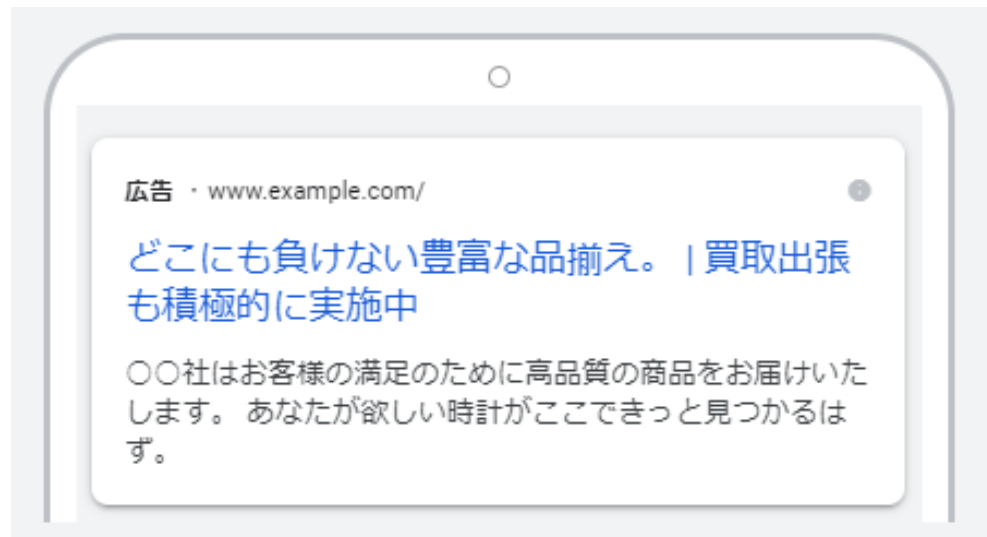 広告 · www.example.com/
どこにも負けない豊富な品揃え。 | 買取出張
も積極的に実施中
○○社はお客様の満足のために高品質の商品をお届けいた
します。 あなたが欲しい時計がここできっと見つかるは
ず。